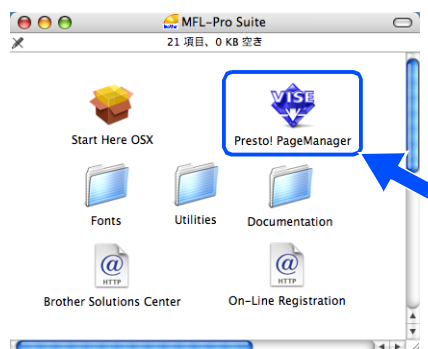 MFL-Pro Suite
21 項目、0 KB 空き
VISE
Start Here OSX
Presto! PageManager
Fonts
Utilities
Documentation
@
HTTP
@
HTTP
Brother Solutions Center
On-Line Registration